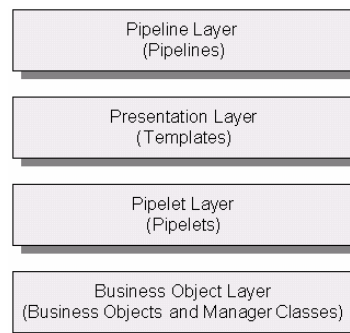 Pipeline Layer
(Pipelines)
Presentation Layer
(Templates)
Pipelet Layer
(Pipelets)
Business Object Layer
(Business Objects and Manager Classes)